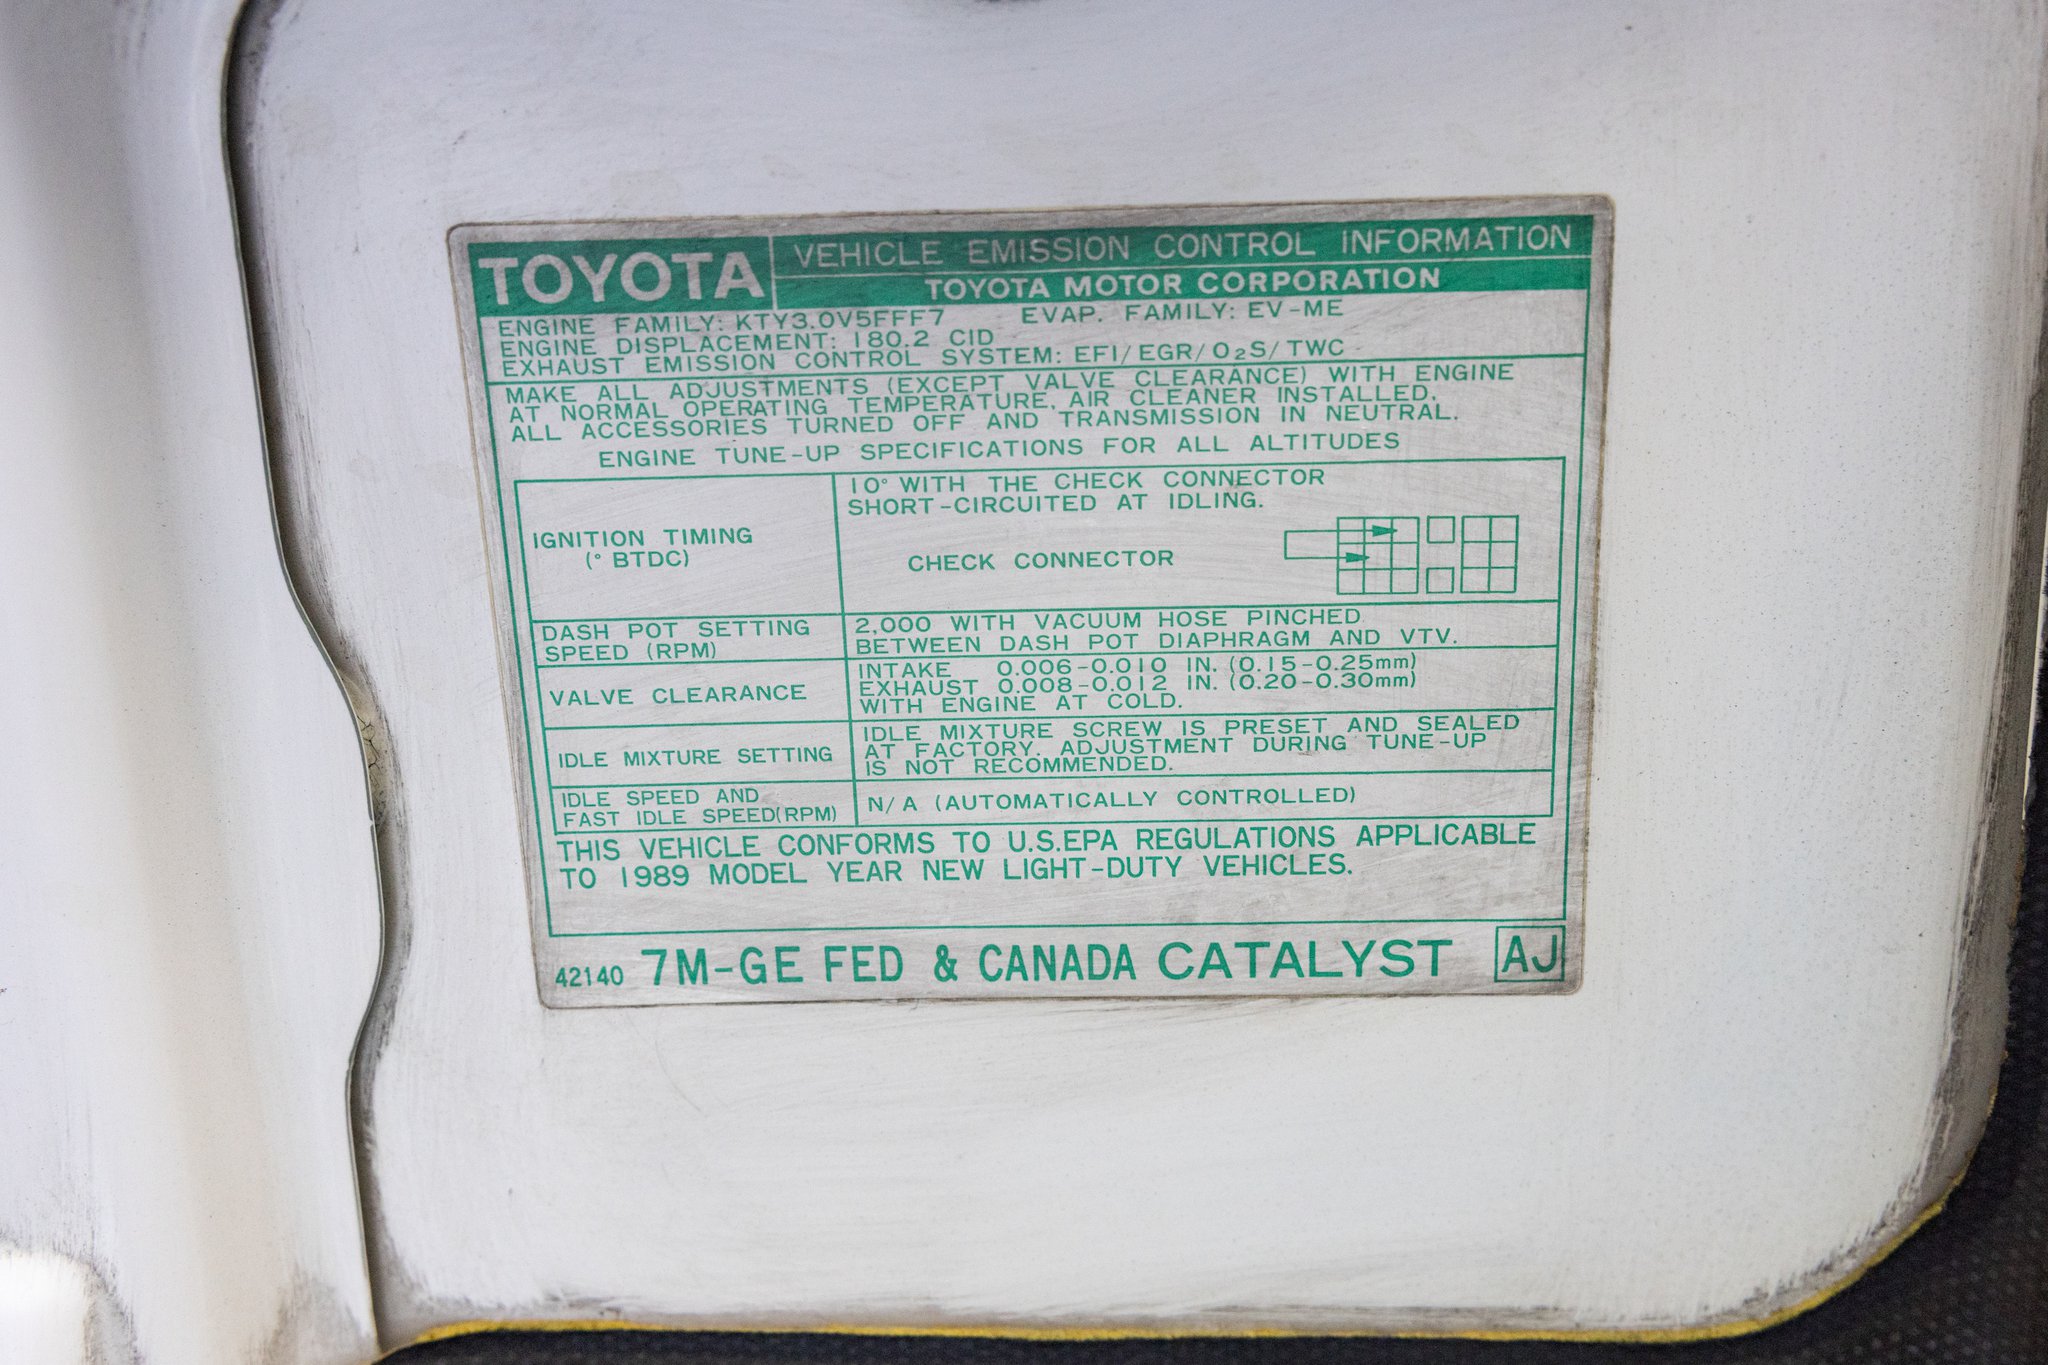 TOYOTA
VEHICLE EMISSION CONTROL INFORMATION
TOYOTA MOTOR CORPORATION
ENGINE FAMILY: KTY3.0V5FFF7 EVAP. FAMILY: EV-ME
ENGINE DISPLACEMENT: 180.2 CID
EXHAUST EMISSION CONTROL SYSTEM: EFI/EGR/O₂S/TWC
MAKE ALL ADJUSTMENTS (EXCEPT VALVE CLEARANCE) WITH ENGINE
AT NORMAL OPERATING TEMPERATURE, AIR CLEANER INSTALLED,
ALL ACCESSORIES TURNED OFF AND TRANSMISSION IN NEUTRAL.
ENGINE TUNE-UP SPECIFICATIONS FOR ALL ALTITUDES
IGNITION TIMING
(° BTDC)
10° WITH THE CHECK CONNECTOR
SHORT-CIRCUITED AT IDLING.
CHECK CONNECTOR
DASH POT SETTING
SPEED (RPM)
2,000 WITH VACUUM HOSE PINCHED
BETWEEN DASH POT DIAPHRAGM AND VTV.
VALVE CLEARANCE
INTAKE 0.006-0.010 IN. (0.15-0.25mm)
EXHAUST 0.008-0.012 IN. (0.20-0.30mm)
WITH ENGINE AT COLD.
IDLE MIXTURE SETTING
IDLE MIXTURE SCREW IS PRESET AND SEALED
AT FACTORY. ADJUSTMENT DURING TUNE-UP
IS NOT RECOMMENDED.
IDLE SPEED AND
FAST IDLE SPEED(RPM)
N/A (AUTOMATICALLY CONTROLLED)
THIS VEHICLE CONFORMS TO U.S.EPA REGULATIONS APPLICABLE
TO 1989 MODEL YEAR NEW LIGHT-DUTY VEHICLES.
42140 7M-GE FED & CANADA CATALYST AJ